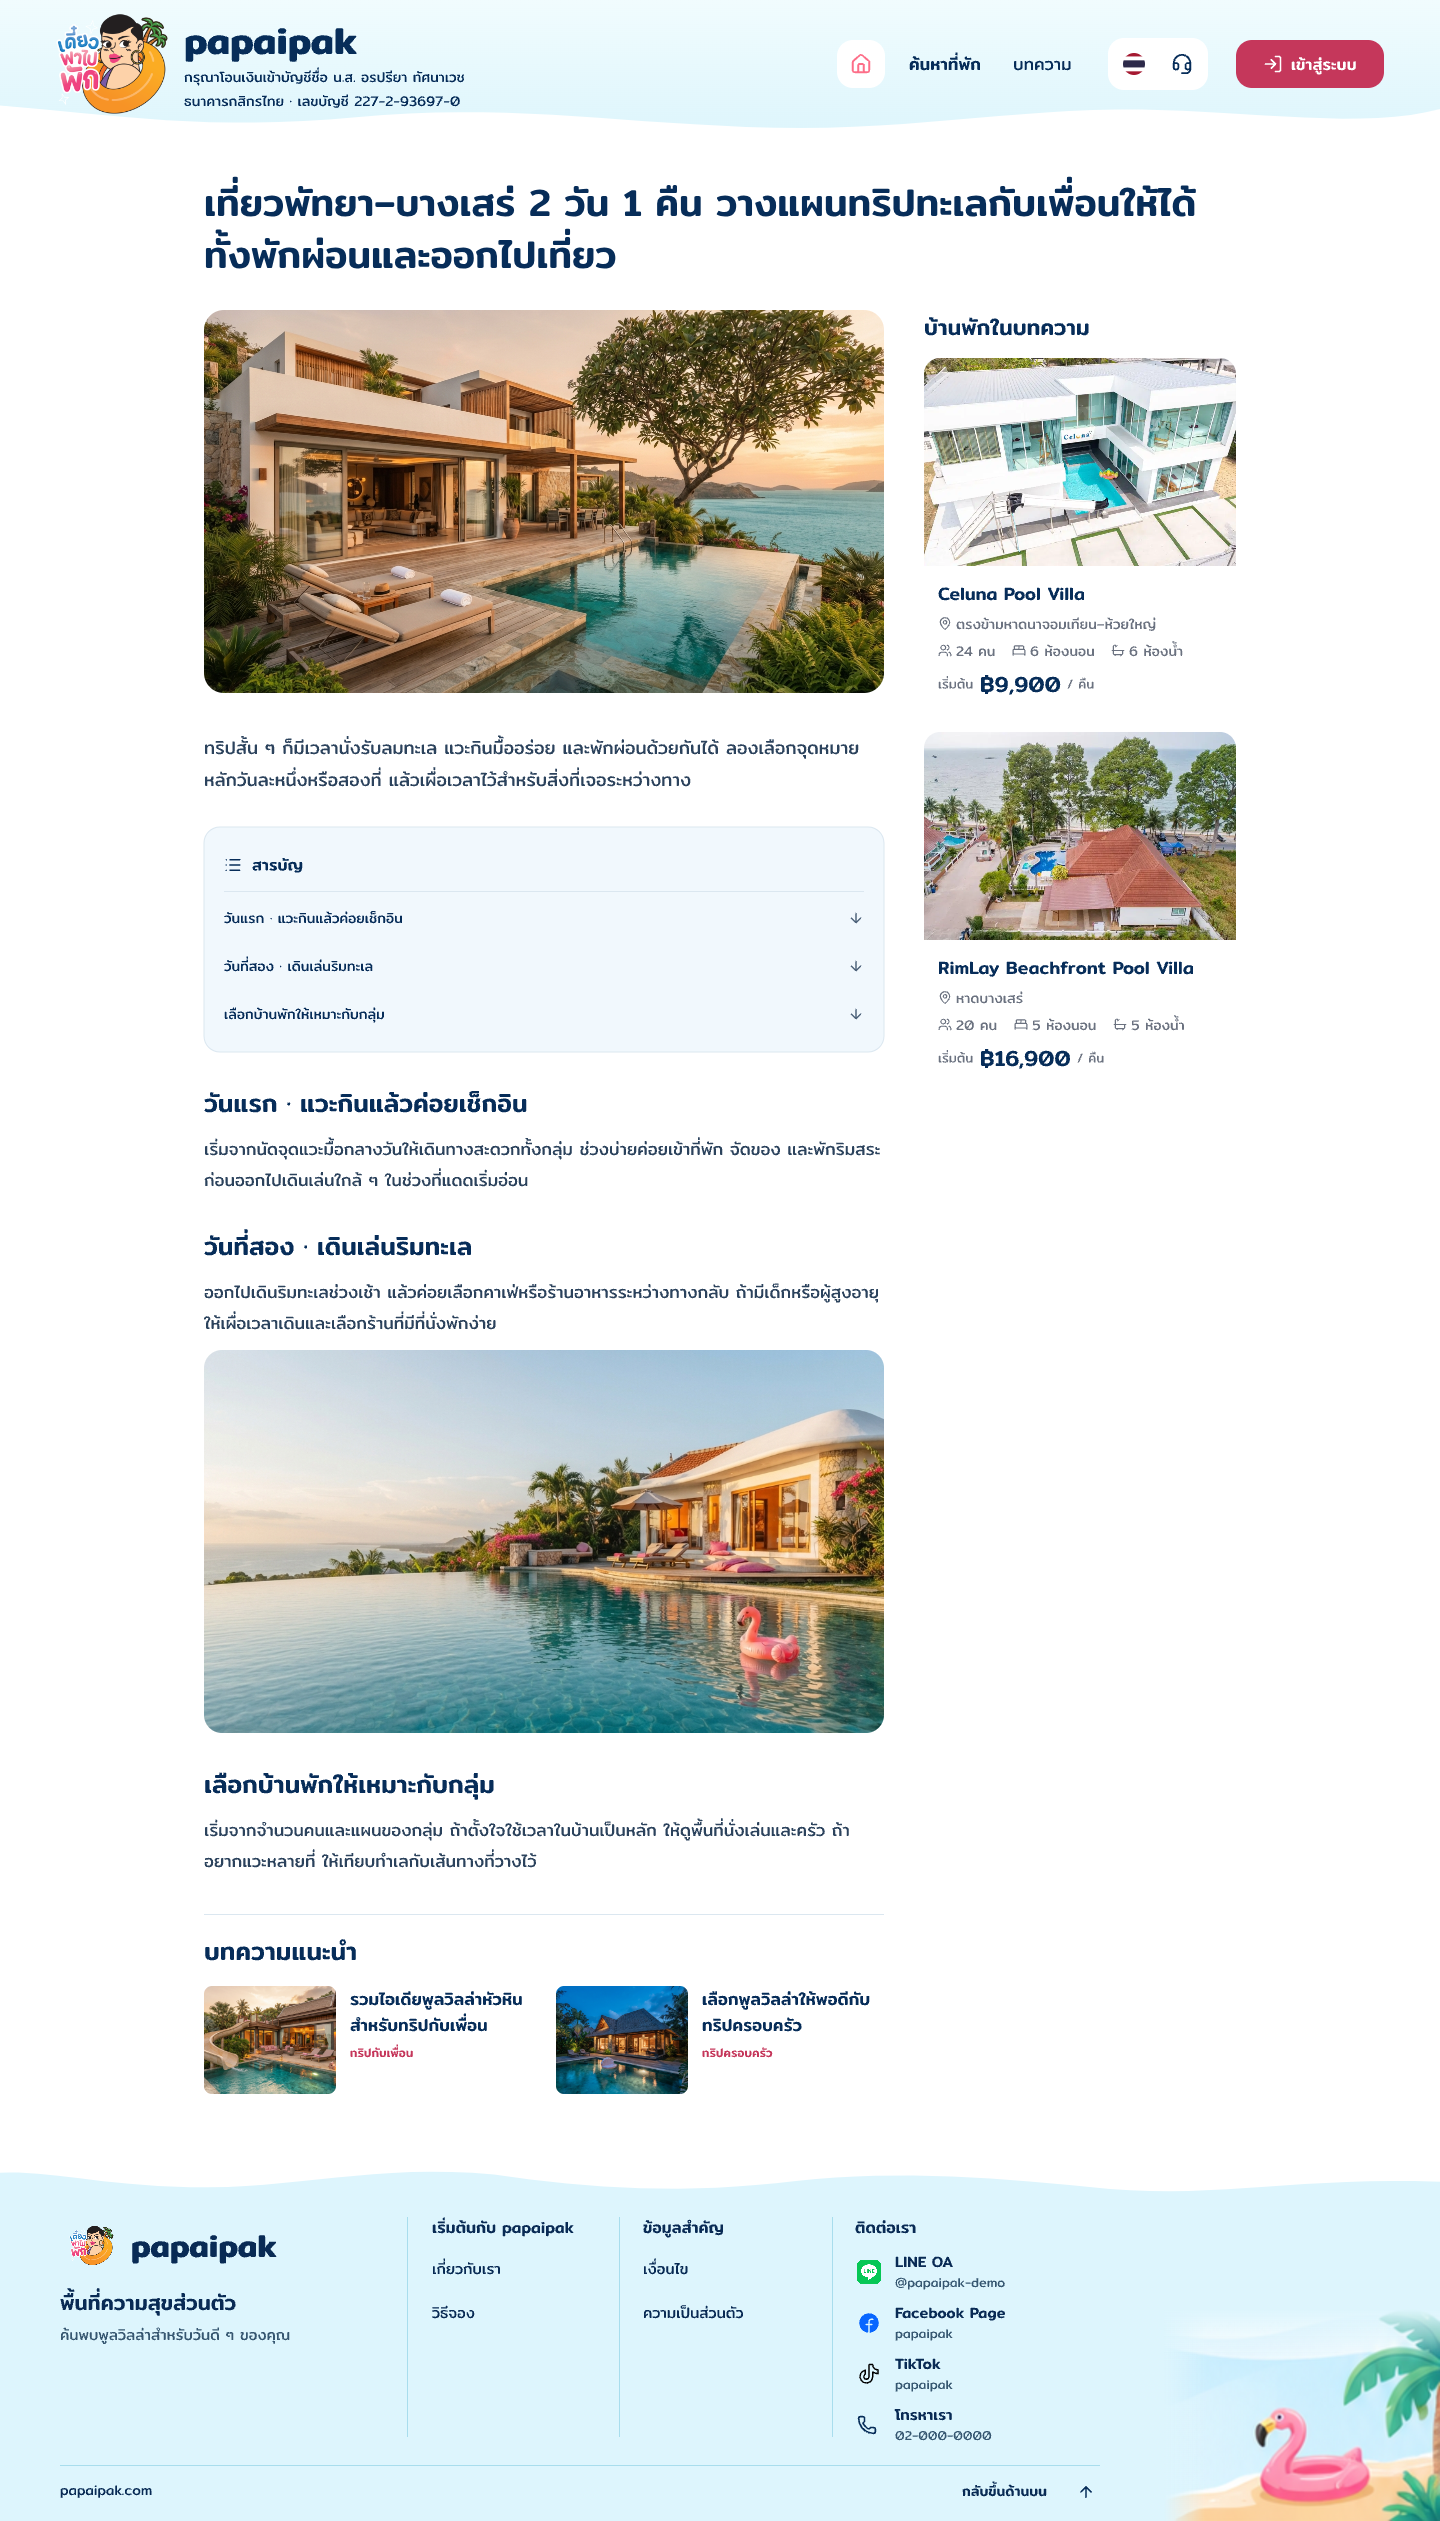 เดี๋ยว
พาไป
พัก
papaipak
กรุณาโอนเงินเข้าบัญชีชื่อ น.ส. อรปรียา ทัศนาเวช
ธนาคารกสิกรไทย · เลขบัญชี 227-2-93697-0
ค้นหาที่พัก
บทความ
เข้าสู่ระบบ
เที่ยวพัทยา–บางเสร่ 2 วัน 1 คืน วางแผนทริปทะเลกับเพื่อนให้ได้
ทั้งพักผ่อนและออกไปเที่ยว
ทริปสั้น ๆ ก็มีเวลานั่งรับลมทะเล แวะกินมื้ออร่อย และพักผ่อนด้วยกันได้ ลองเลือกจุดหมาย
หลักวันละหนึ่งหรือสองที่ แล้วเผื่อเวลาไว้สำหรับสิ่งที่เจอระหว่างทาง
สารบัญ
วันแรก · แวะกินแล้วค่อยเช็กอิน
วันที่สอง · เดินเล่นริมทะเล
เลือกบ้านพักให้เหมาะกับกลุ่ม
วันแรก · แวะกินแล้วค่อยเช็กอิน
เริ่มจากนัดจุดแวะมื้อกลางวันให้เดินทางสะดวกทั้งกลุ่ม ช่วงบ่ายค่อยเข้าที่พัก จัดของ และพักริมสระ
ก่อนออกไปเดินเล่นใกล้ ๆ ในช่วงที่แดดเริ่มอ่อน
วันที่สอง · เดินเล่นริมทะเล
ออกไปเดินริมทะเลช่วงเช้า แล้วค่อยเลือกคาเฟ่หรือร้านอาหารระหว่างทางกลับ ถ้ามีเด็กหรือผู้สูงอายุ
ให้เผื่อเวลาเดินและเลือกร้านที่มีที่นั่งพักง่าย
เลือกบ้านพักให้เหมาะกับกลุ่ม
เริ่มจากจำนวนคนและแผนของกลุ่ม ถ้าตั้งใจใช้เวลาในบ้านเป็นหลัก ให้ดูพื้นที่นั่งเล่นและครัว ถ้า
อยากแวะหลายที่ ให้เทียบทำเลกับเส้นทางที่วางไว้
บทความแนะนำ
รวมไอเดียพูลวิลล่าหัวหิน
สำหรับทริปกับเพื่อน
ทริปกับเพื่อน
เลือกพูลวิลล่าให้พอดีกับ
ทริปครอบครัว
ทริปครอบครัว
บ้านพักในบทความ
Celuna
Celuna Pool Villa
ตรงข้ามหาดนาจอมเทียน–ห้วยใหญ่
24 คน 6 ห้องนอน 6 ห้องน้ำ
เริ่มต้น ฿9,900 / คืน
RimLay Beachfront Pool Villa
หาดบางเสร่
20 คน 5 ห้องนอน 5 ห้องน้ำ
เริ่มต้น ฿16,900 / คืน
เดี๋ยว
พาไป
พัก
papaipak
พื้นที่ความสุขส่วนตัว
ค้นพบพูลวิลล่าสำหรับวันดี ๆ ของคุณ
เริ่มต้นกับ papaipak
เกี่ยวกับเรา
วิธีจอง
ข้อมูลสำคัญ
เงื่อนไข
ความเป็นส่วนตัว
ติดต่อเรา
LINE
LINE OA
@papaipak-demo
Facebook Page
papaipak
TikTok
papaipak
โทรหาเรา
02-000-0000
papaipak.com
กลับขึ้นด้านบน